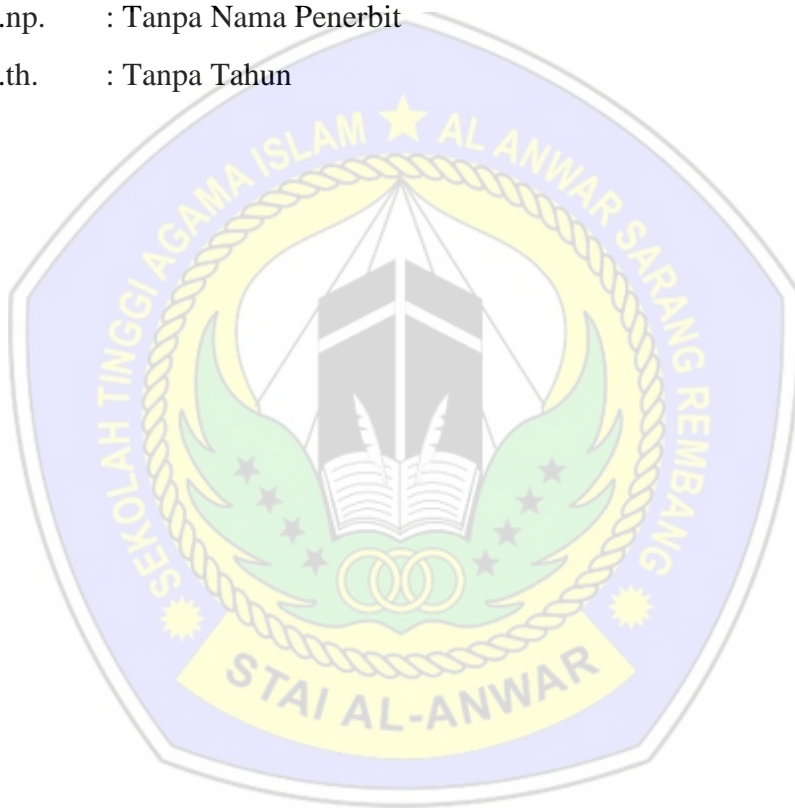 .np. : Tanpa Nama Penerbit
.th. : Tanpa Tahun
SEKOLAH TINGGI AGAMA ISLAM ★ AL ANWAR SARANG REMBANG
STAI AL-ANWAR